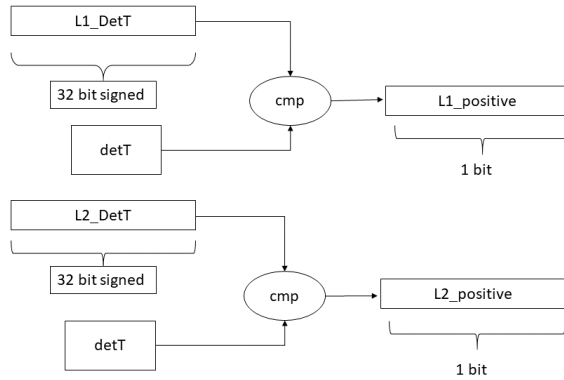 L1_DetT
32 bit signed
cmp
L1_positive
detT
1 bit
L2_DetT
32 bit signed
cmp
L2_positive
detT
1 bit